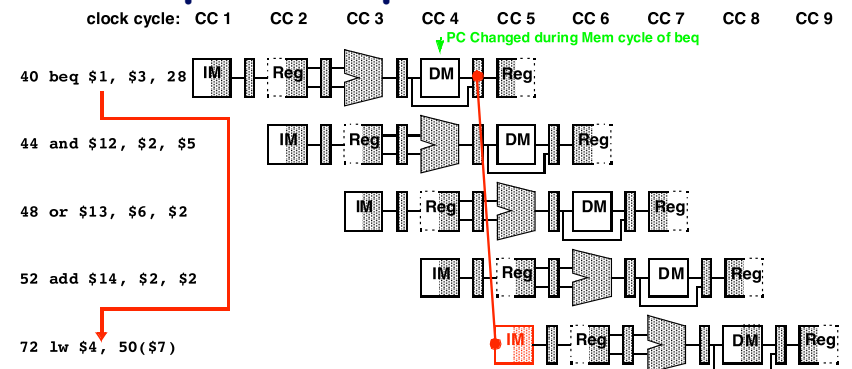 clock cycle: CC 1 CC 2 CC 3 CC 4 CC 5 CC 6 CC 7 CC 8 CC 9
PC Changed during Mem cycle of beq
40 beq $1, $3, 28 IM Reg DM Reg
44 and $12, $2, $5 IM Reg DM Reg
48 or $13, $6, $2 IM Reg DM Reg
52 add $14, $2, $2 IM Reg DM Reg
72 lw $4, 50($7) IM Reg DM Reg